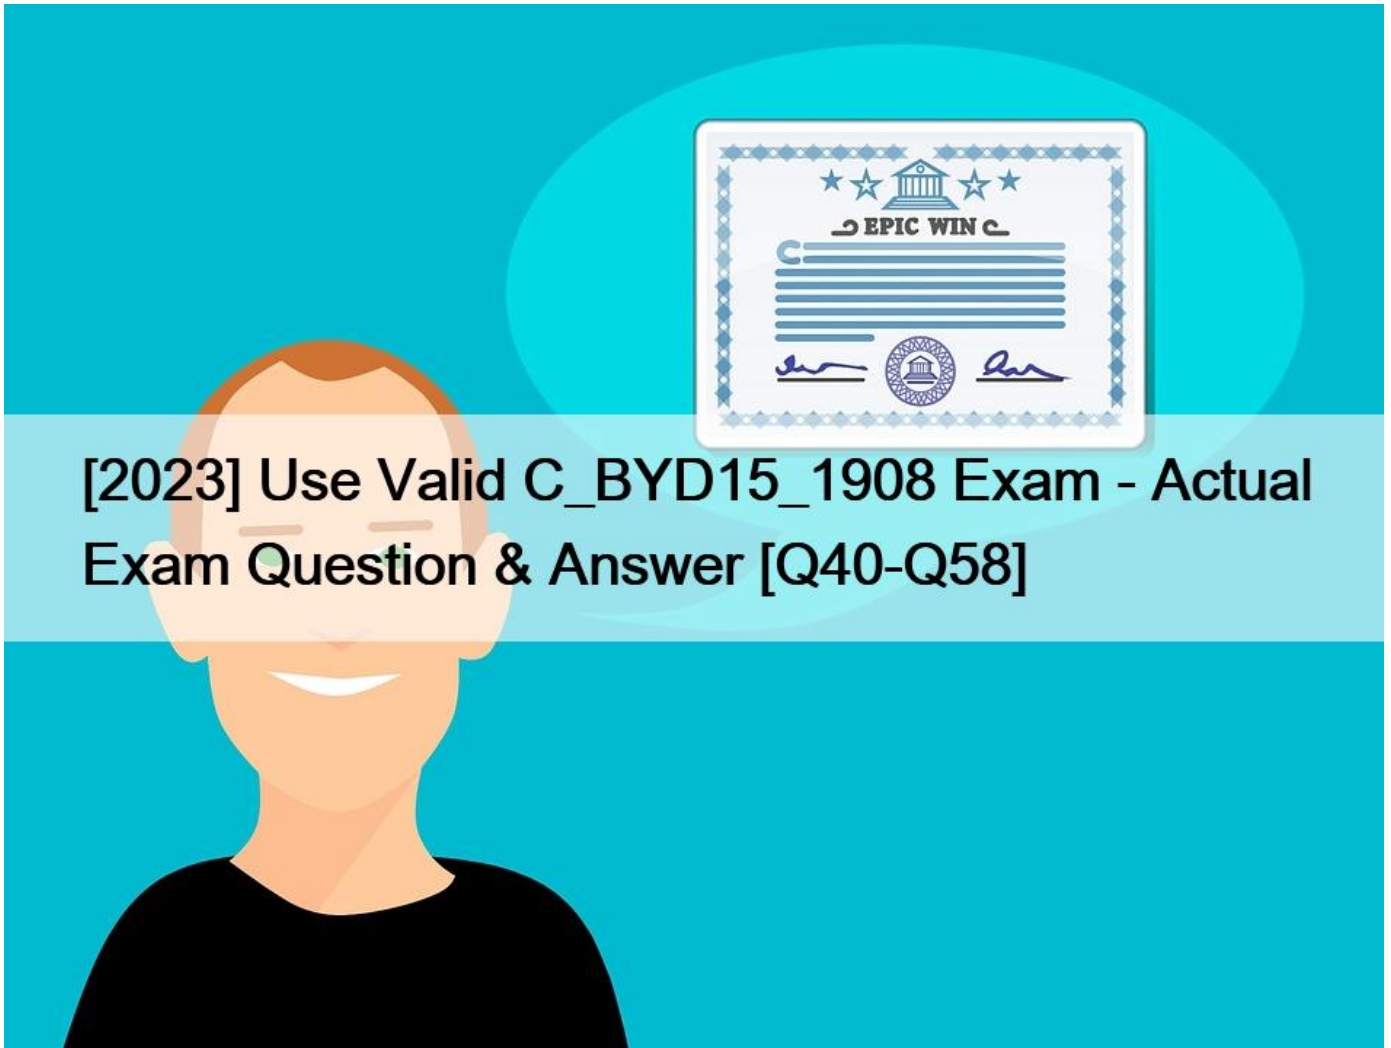 EPIC WIN
[2023] Use Valid C_BYD15_1908 Exam - Actual
Exam Question & Answer [Q40-Q58]